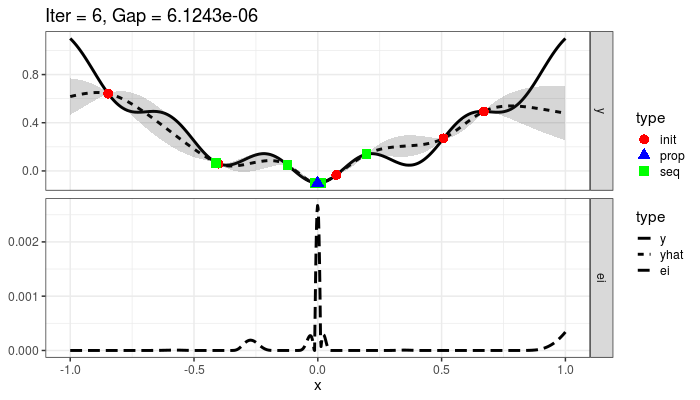 Iter = 6, Gap = 6.1243e-06
0.8
0.4
0.0
y
0.002
0.001
0.000
ei
-1.0 -0.5 0.0 0.5 1.0
x
type
init
prop
seq
type
y
yhat
ei